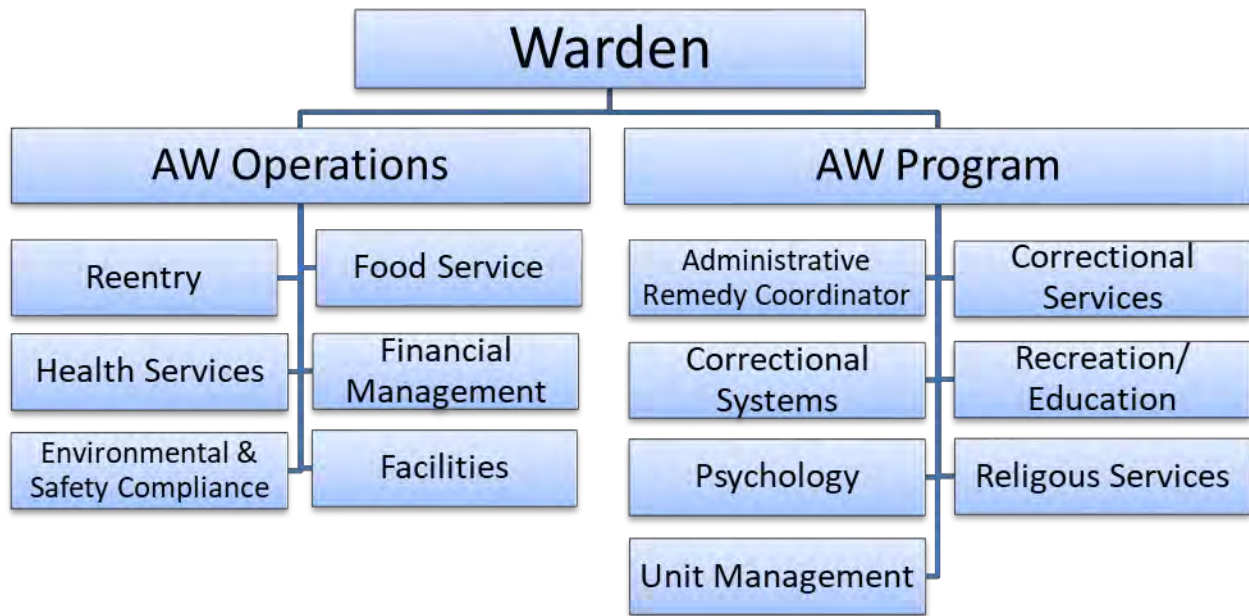 Warden
AW Operations
AW Program
Reentry
Food Service
Health Services
Financial
Management
Environmental &
Safety Compliance
Facilities
Administrative
Remedy Coordinator
Correctional
Services
Correctional
Systems
Recreation/
Education
Psychology
Religous Services
Unit Management